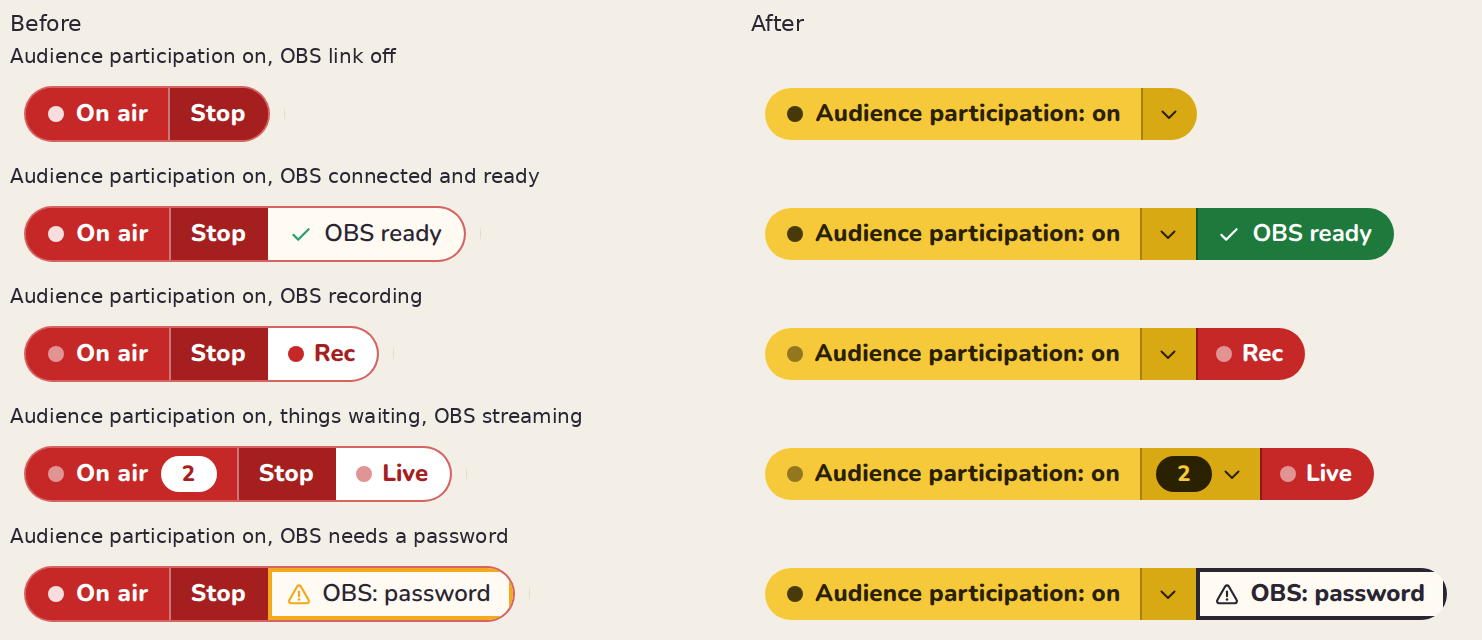 Before
After
Audience participation on, OBS link off
On air Stop
Audience participation: on
Audience participation on, OBS connected and ready
On air Stop OBS ready
Audience participation: on OBS ready
Audience participation on, OBS recording
On air Stop Rec
Audience participation: on Rec
Audience participation on, things waiting, OBS streaming
On air 2 Stop Live
Audience participation: on 2 Live
Audience participation on, OBS needs a password
On air Stop OBS: password
Audience participation: on OBS: password